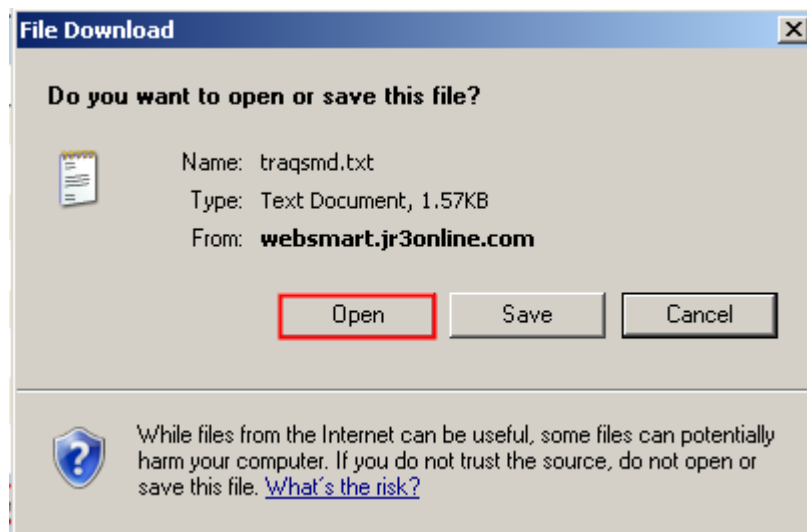 File Download
Do you want to open or save this file?
Name: traqsmd.txt
Type: Text Document, 1.57KB
From: websmart.jr3online.com
Open Save Cancel
While files from the Internet can be useful, some files can potentially
harm your computer. If you do not trust the source, do not open or
save this file. What's the risk?